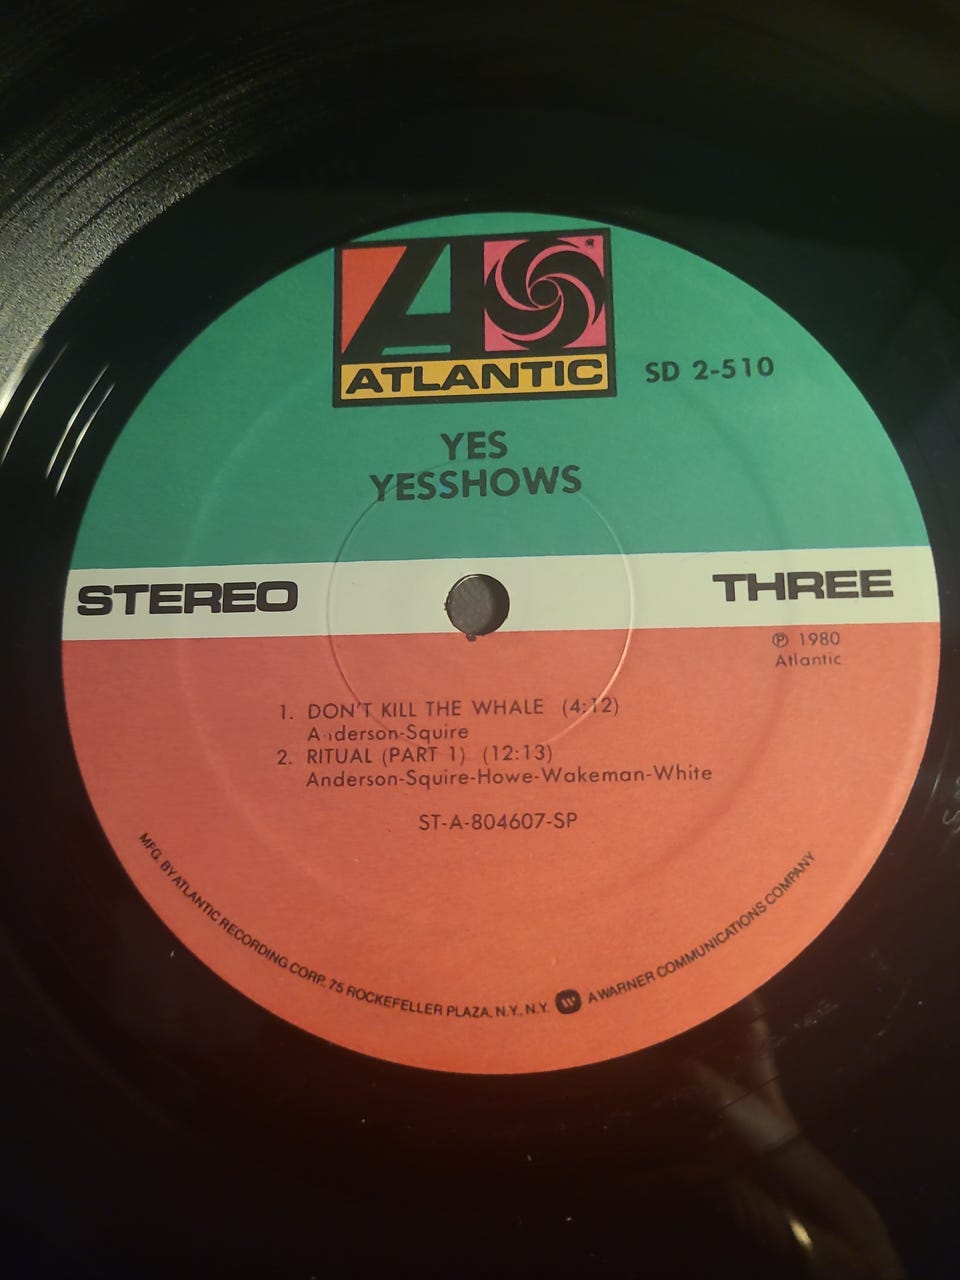 ATLANTIC
SD 2-510
YES
YESSHOWS
STEREO
THREE
℗ 1980
Atlantic
1. DON'T KILL THE WHALE (4:12)
Anderson-Squire
2. RITUAL (PART 1) (12:13)
Anderson-Squire-Howe-Wakeman-White
ST-A-804607-SP
MFG. BY ATLANTIC RECORDING CORP., 75 ROCKEFELLER PLAZA, N.Y., N.Y. A WARNER COMMUNICATIONS COMPANY